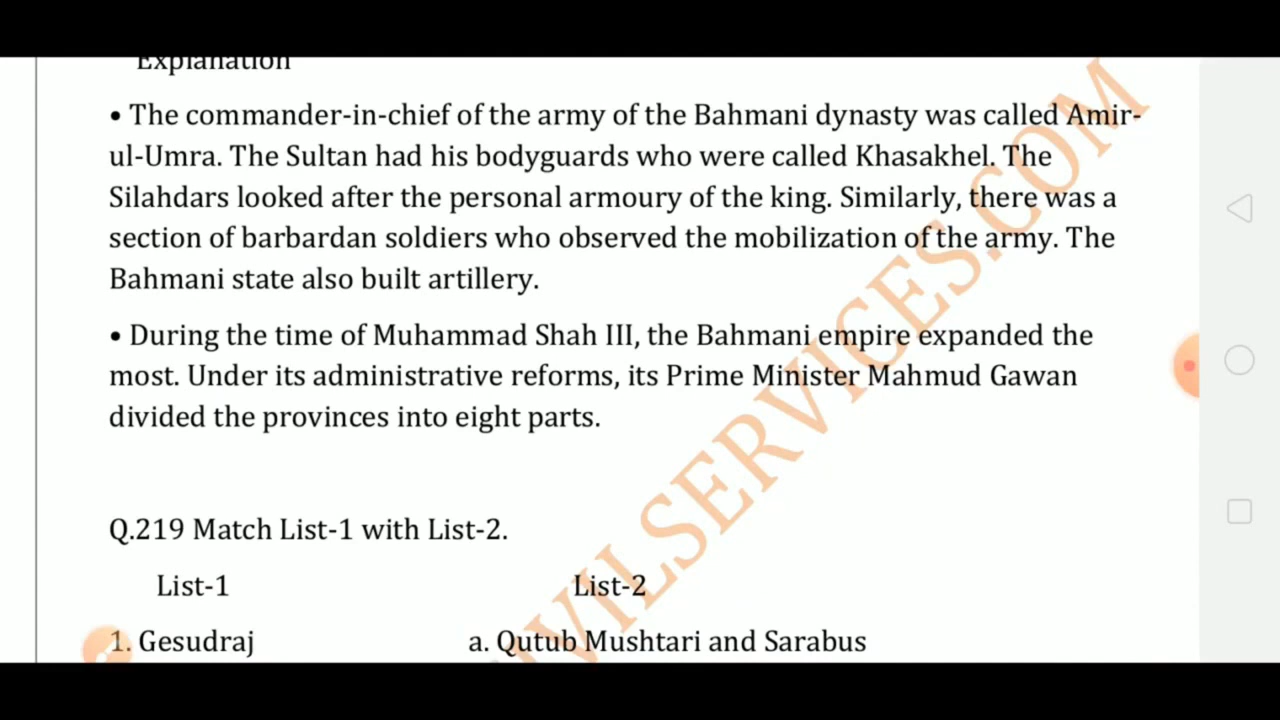 Explanation
• The commander-in-chief of the army of the Bahmani dynasty was called Amir-
ul-Umra. The Sultan had his bodyguards who were called Khasakhel. The
Silahdars looked after the personal armoury of the king. Similarly, there was a
section of barbardan soldiers who observed the mobilization of the army. The
Bahmani state also built artillery.
• During the time of Muhammad Shah III, the Bahmani empire expanded the
most. Under its administrative reforms, its Prime Minister Mahmud Gawan
divided the provinces into eight parts.
Q.219 Match List-1 with List-2.
List-1 List-2
1. Gesudraj a. Qutub Mushtari and Sarabus
VILSERVICES.COM